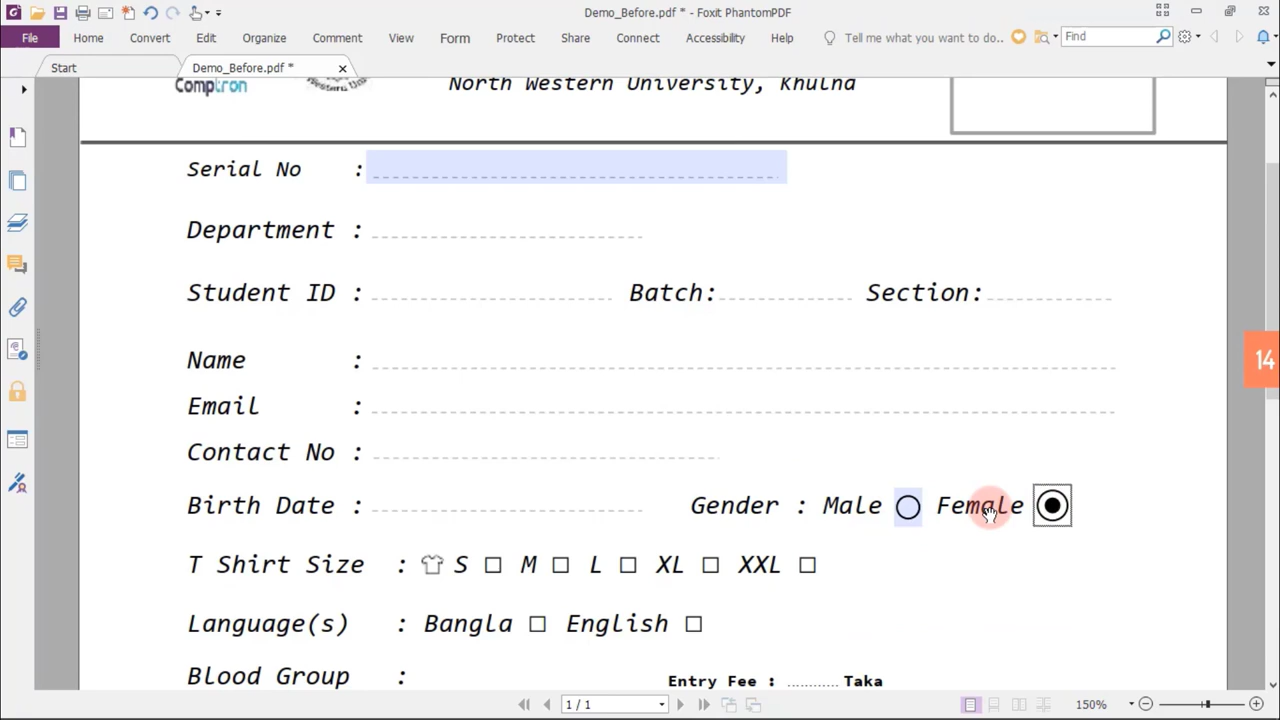 Demo_Before.pdf * - Foxit PhantomPDF
File Home Convert Edit Organize Comment View Form Protect Share Connect Accessibility Help Tell me what you want to do.. Find
Start Demo_Before.pdf *
Comptron North Western University, Khulna
Serial No :
Department :
Student ID : Batch: Section:
Name :
Email :
Contact No :
Birth Date : Gender : Male Female
T Shirt Size : S M L XL XXL
Language(s) : Bangla English
Blood Group : Entry Fee : Taka
14
1 / 1 150%